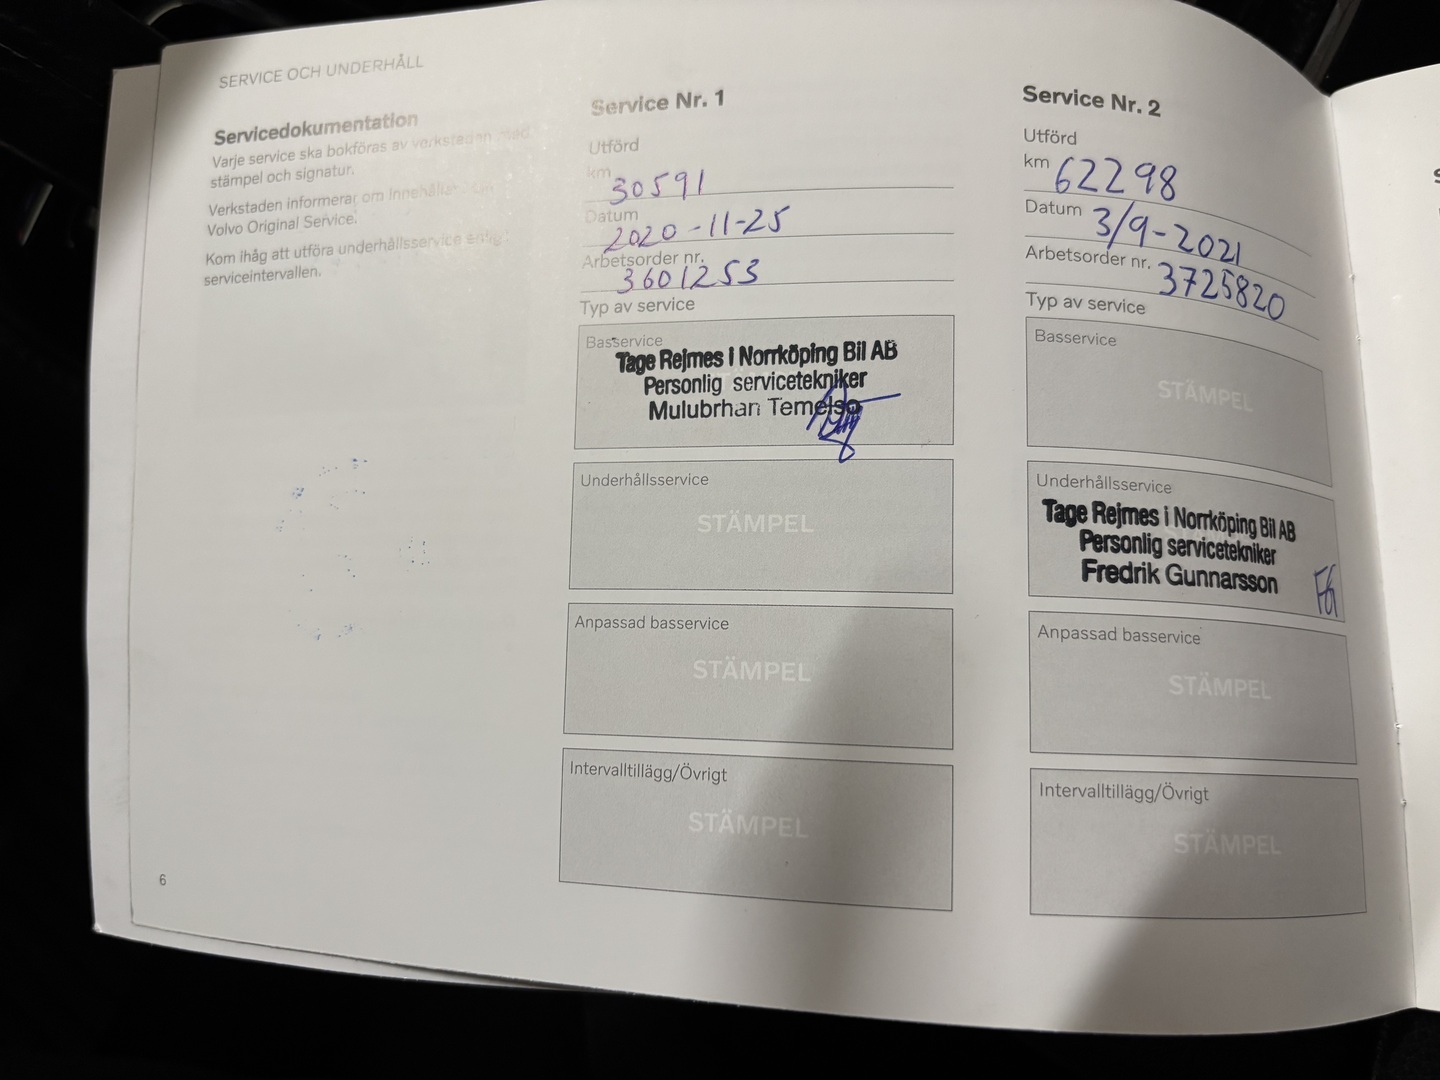 SERVICE OCH UNDERHÅLL
Servicedokumentation
Varje service ska bokföras av verkstaden med
stämpel och signatur.
Verkstaden informerar om innehållet i en
Volvo Original Service.
Kom ihåg att utföra underhållsservice enligt
serviceintervallen.
6
Service Nr. 1
Utförd
km 30591
Datum 2020-11-25
Arbetsorder nr. 3601253
Typ av service
Basservice
Tage Rejmes i Norrköping Bil AB
Personlig servicetekniker
Mulubrhan Temelso
Underhållsservice
STÄMPEL
Anpassad basservice
STÄMPEL
Intervalltillägg/Övrigt
STÄMPEL
Service Nr. 2
Utförd
km 62298
Datum 3/9-2021
Arbetsorder nr. 3725820
Typ av service
Basservice
STÄMPEL
Underhållsservice
Tage Rejmes i Norrköping Bil AB
Personlig servicetekniker
Fredrik Gunnarsson
FG
Anpassad basservice
STÄMPEL
Intervalltillägg/Övrigt
STÄMPEL